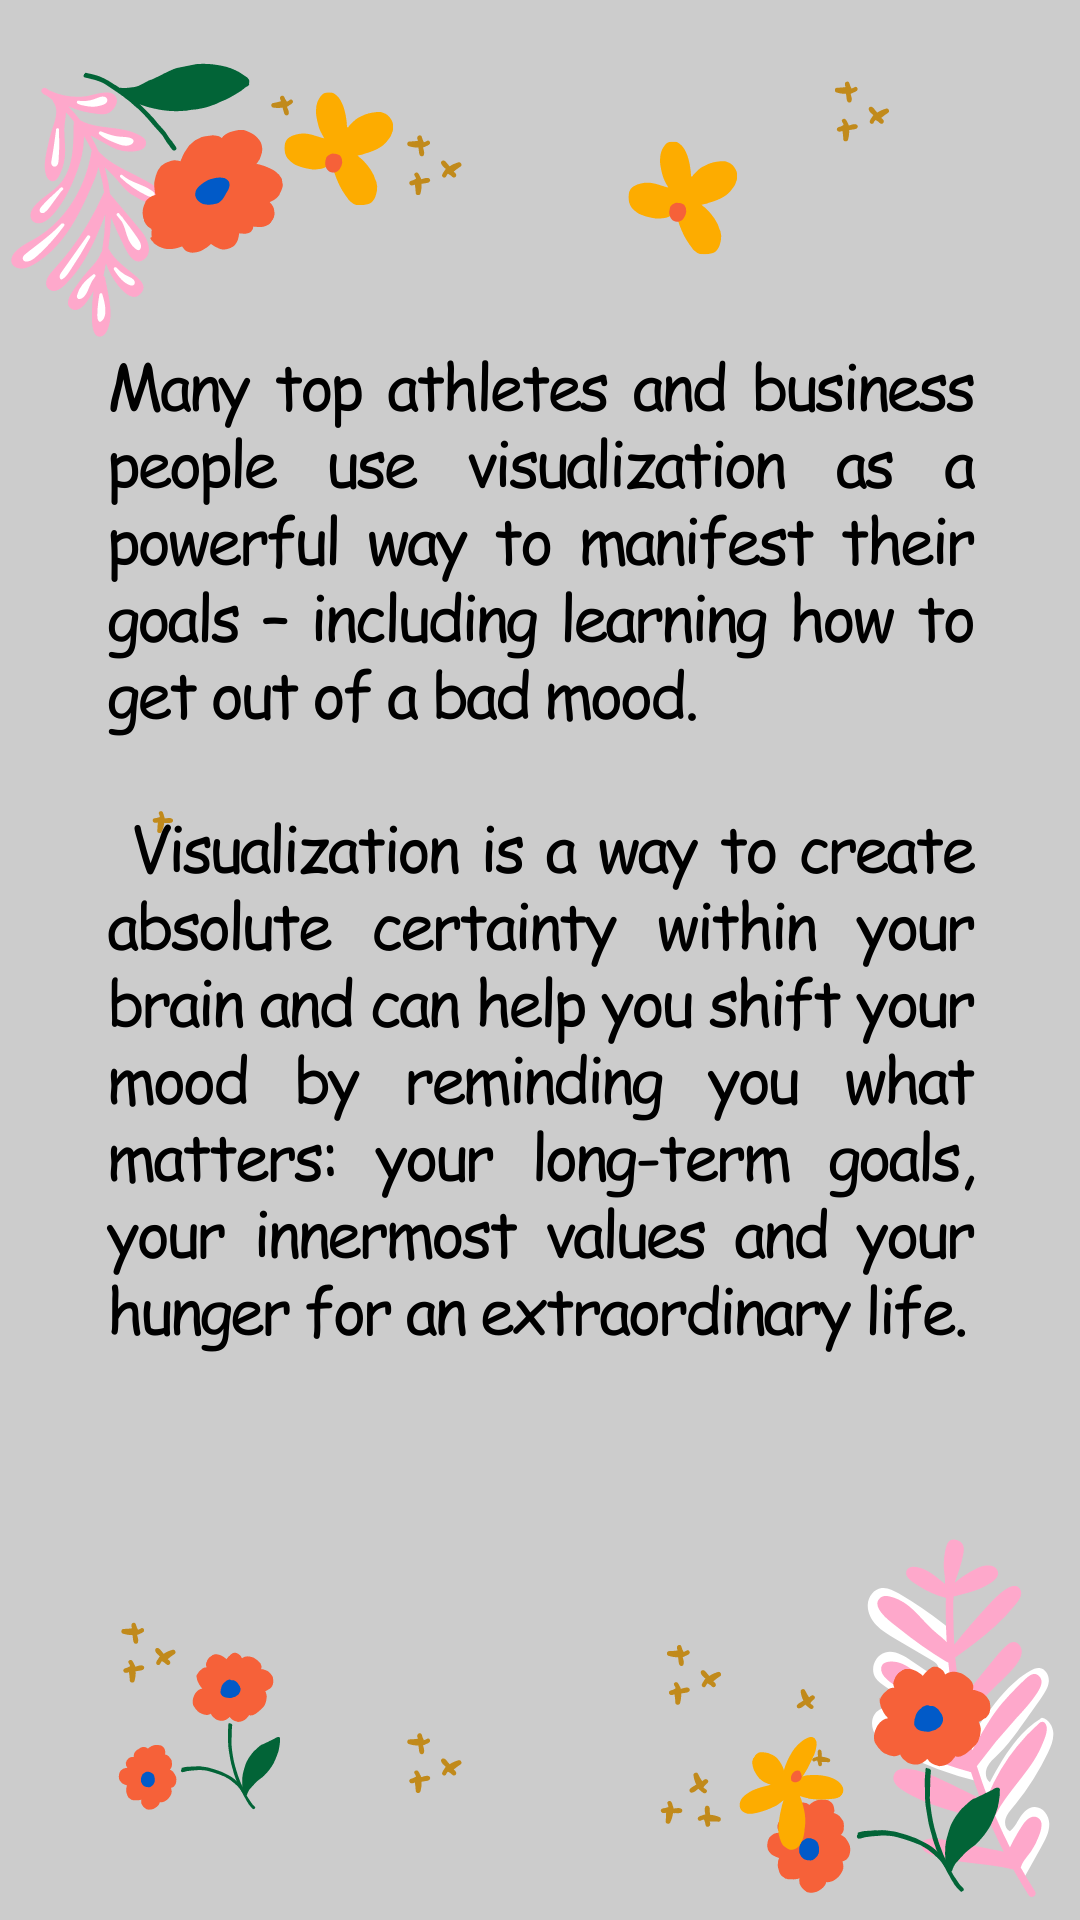 Many top athletes and business
people use visualization as a
powerful way to manifest their
goals – including learning how to
get out of a bad mood.
Visualization is a way to create
absolute certainty within your
brain and can help you shift your
mood by reminding you what
matters: your long-term goals,
your innermost values and your
hunger for an extraordinary life.